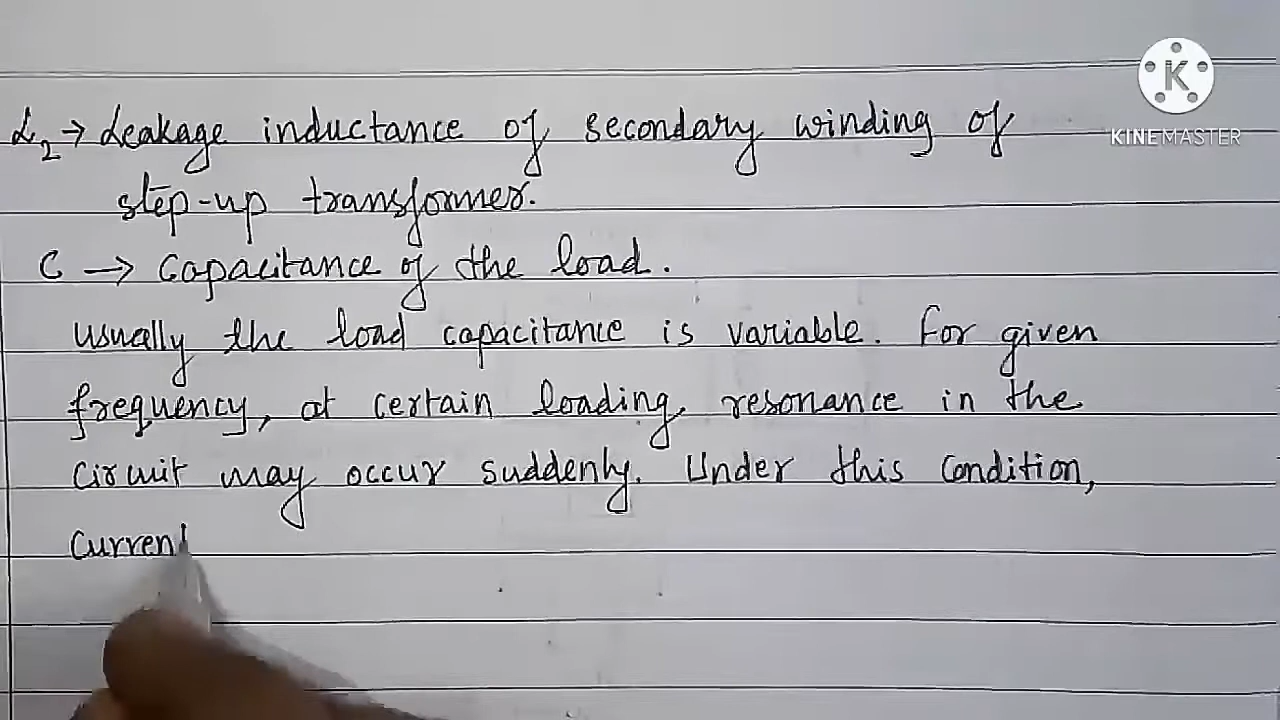 L2 → Leakage inductance of secondary winding of
step-up transformer.
C → Capacitance of the load.
Usually the load capacitance is variable. For given
frequency, at certain loading, resonance in the
circuit may occur suddenly. Under this condition,
Current
K
KINEMASTER